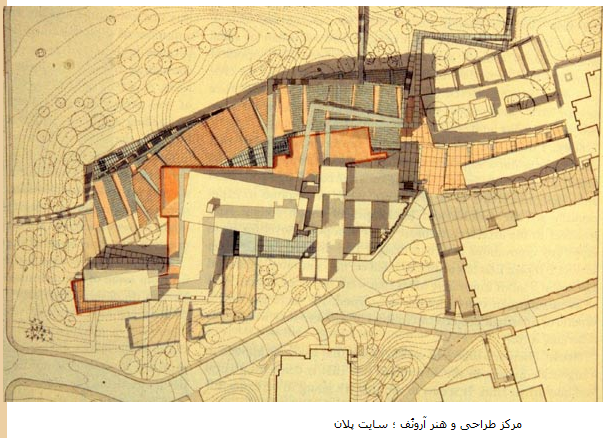 مرکز طراحی و هنر آرونُف ؛ سایت پلان